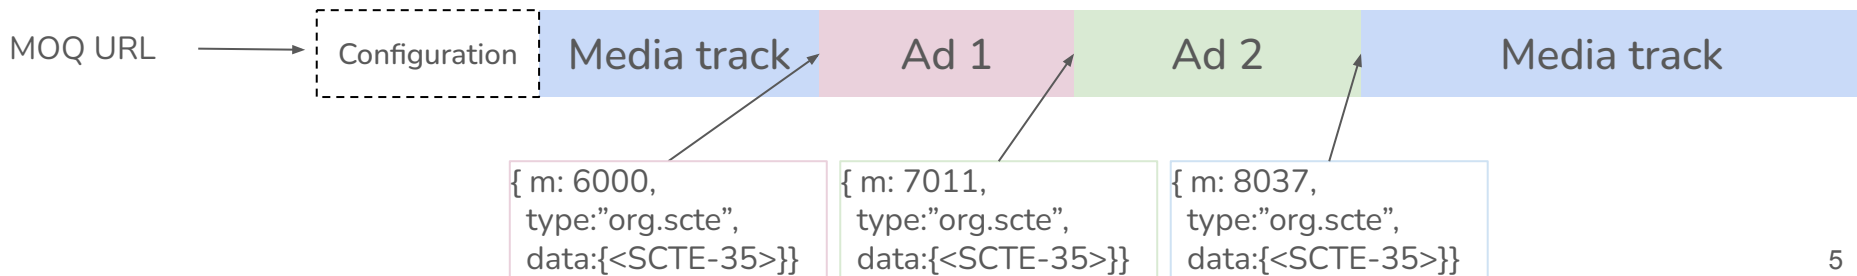 MOQ URL
Configuration
Media track
Ad 1
Ad 2
Media track
{ m: 6000,
type:”org.scte”,
data:{<SCTE-35>}}
{ m: 7011,
type:”org.scte”,
data:{<SCTE-35>}}
{ m: 8037,
type:”org.scte”,
data:{<SCTE-35>}}
5